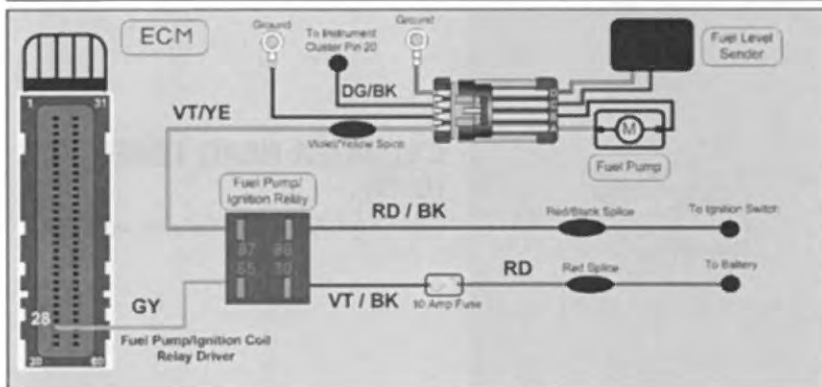 ECM
Ground
To Instrument
Cluster Pin 20
Ground
Fuel Level
Sender
1
31
DG/BK
VT/YE
Violet/Yellow Splice
M
Fuel Pump
Fuel Pump/
Ignition Relay
87
86
85
30
RD / BK
Red/Black Splice
To Ignition Switch
RD
Red Splice
To Battery
VT / BK
10 Amp Fuse
28
GY
30
60
Fuel Pump/Ignition Coil
Relay Driver